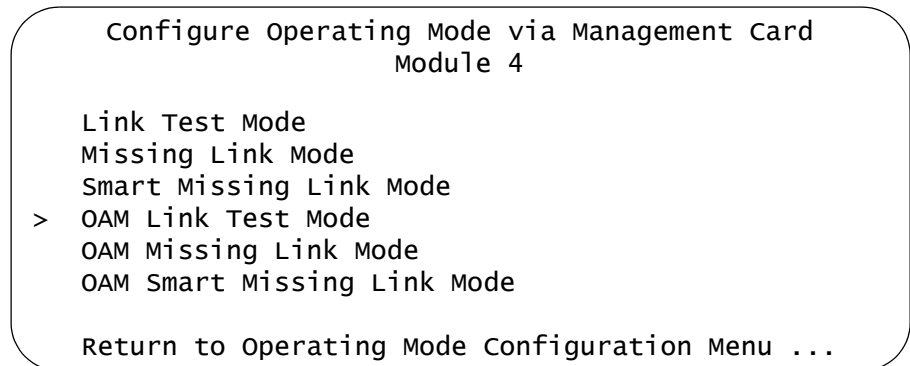 Configure Operating Mode via Management Card
Module 4
Link Test Mode
Missing Link Mode
Smart Missing Link Mode
> OAM Link Test Mode
OAM Missing Link Mode
OAM Smart Missing Link Mode
Return to Operating Mode Configuration Menu ...